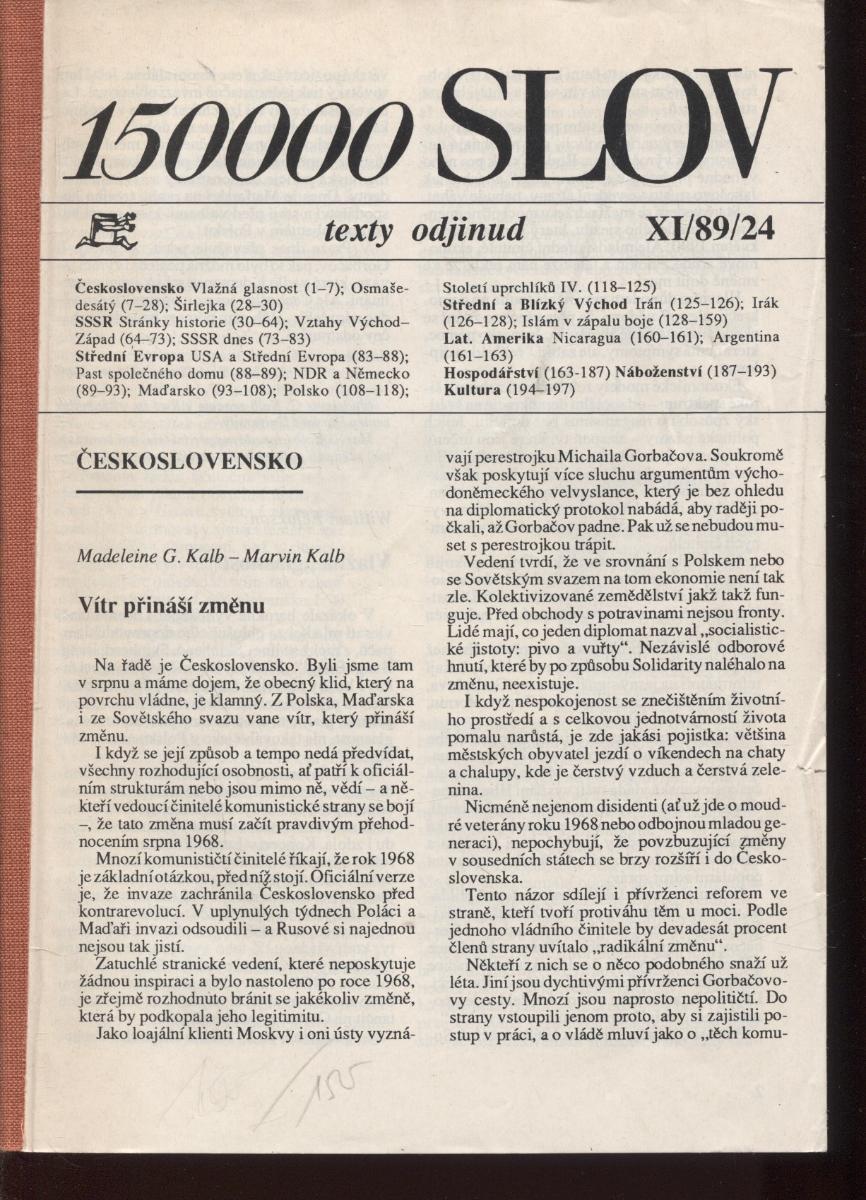 150000 SLOV
texty odjinud XI/89/24
Československo Vlažná glasnost (1–7); Osmaše-
desátý (7–28); Širlejka (28–30)
SSSR Stránky historie (30–64); Vztahy Východ–
Západ (64–73); SSSR dnes (73–83)
Střední Evropa USA a Střední Evropa (83–88);
Past společného domu (88–89); NDR a Německo
(89–93); Maďarsko (93–108); Polsko (108–118);
Století uprchlíků IV. (118–125)
Střední a Blízký Východ Irán (125–126); Irák
(126–128); Islám v zápalu boje (128–159)
Lat. Amerika Nicaragua (160–161); Argentina
(161–163)
Hospodářství (163-187) Náboženství (187–193)
Kultura (194–197)
ČESKOSLOVENSKO
Madeleine G. Kalb – Marvin Kalb
Vítr přináší změnu
Na řadě je Československo. Byli jsme tam
v srpnu a máme dojem, že obecný klid, který na
povrchu vládne, je klamný. Z Polska, Maďarska
i ze Sovětského svazu vane vítr, který přináší
změnu.
I když se její způsob a tempo nedá předvídat,
všechny rozhodující osobnosti, ať patří k oficiál-
ním strukturám nebo jsou mimo ně, vědí – a ně-
kteří vedoucí činitelé komunistické strany se bojí
–, že tato změna musí začít pravdivým přehod-
nocením srpna 1968.
Mnozí komunističtí činitelé říkají, že rok 1968
je základní otázkou, před níž stojí. Oficiální verze
je, že invaze zachránila Československo před
kontrarevolucí. V uplynulých týdnech Poláci a
Maďaři invazi odsoudili – a Rusové si najednou
nejsou tak jistí.
Zatuchlé stranické vedení, které neposkytuje
žádnou inspiraci a bylo nastoleno po roce 1968,
je zřejmě rozhodnuto bránit se jakékoliv změně,
která by podkopala jeho legitimitu.
Jako loajální klienti Moskvy i oni ústy vyzná-
vají perestrojku Michaila Gorbačova. Soukromě
však poskytují více sluchu argumentům výcho-
doněmeckého velvyslance, který je bez ohledu
na diplomatický protokol nabádá, aby raději po-
čkali, až Gorbačov padne. Pak už se nebudou mu-
set s perestrojkou trápit.
Vedení tvrdí, že ve srovnání s Polskem nebo
se Sovětským svazem na tom ekonomie není tak
zle. Kolektivizované zemědělství jakž takž fun-
guje. Před obchody s potravinami nejsou fronty.
Lidé mají, co jeden diplomat nazval „socialistic-
ké jistoty: pivo a vuřty“. Nezávislé odborové
hnutí, které by po způsobu Solidarity naléhalo na
změnu, neexistuje.
I když nespokojenost se znečištěním životní-
ho prostředí a s celkovou jednotvárností života
pomalu narůstá, je zde jakási pojistka: většina
městských obyvatel jezdí o víkendech na chaty
a chalupy, kde je čerstvý vzduch a čerstvá zele-
nina.
Nicméně nejenom disidenti (ať už jde o moud-
ré veterány roku 1968 nebo odbojnou mladou ge-
neraci), nepochybují, že povzbuzující změny
v sousedních státech se brzy rozšíří i do Česko-
slovenska.
Tento názor sdílejí i přívrženci reforem ve
straně, kteří tvoří protiváhu těm u moci. Podle
jednoho vládního činitele by devadesát procent
členů strany uvítalo „radikální změnu“.
Někteří z nich se o něco podobného snaží už
léta. Jiní jsou dychtivými přívrženci Gorbačovo-
vy cesty. Mnozí jsou naprosto nepolitičtí. Do
strany vstoupili jenom proto, aby si zajistili po-
stup v práci, a o vládě mluví jako o „těch komu-